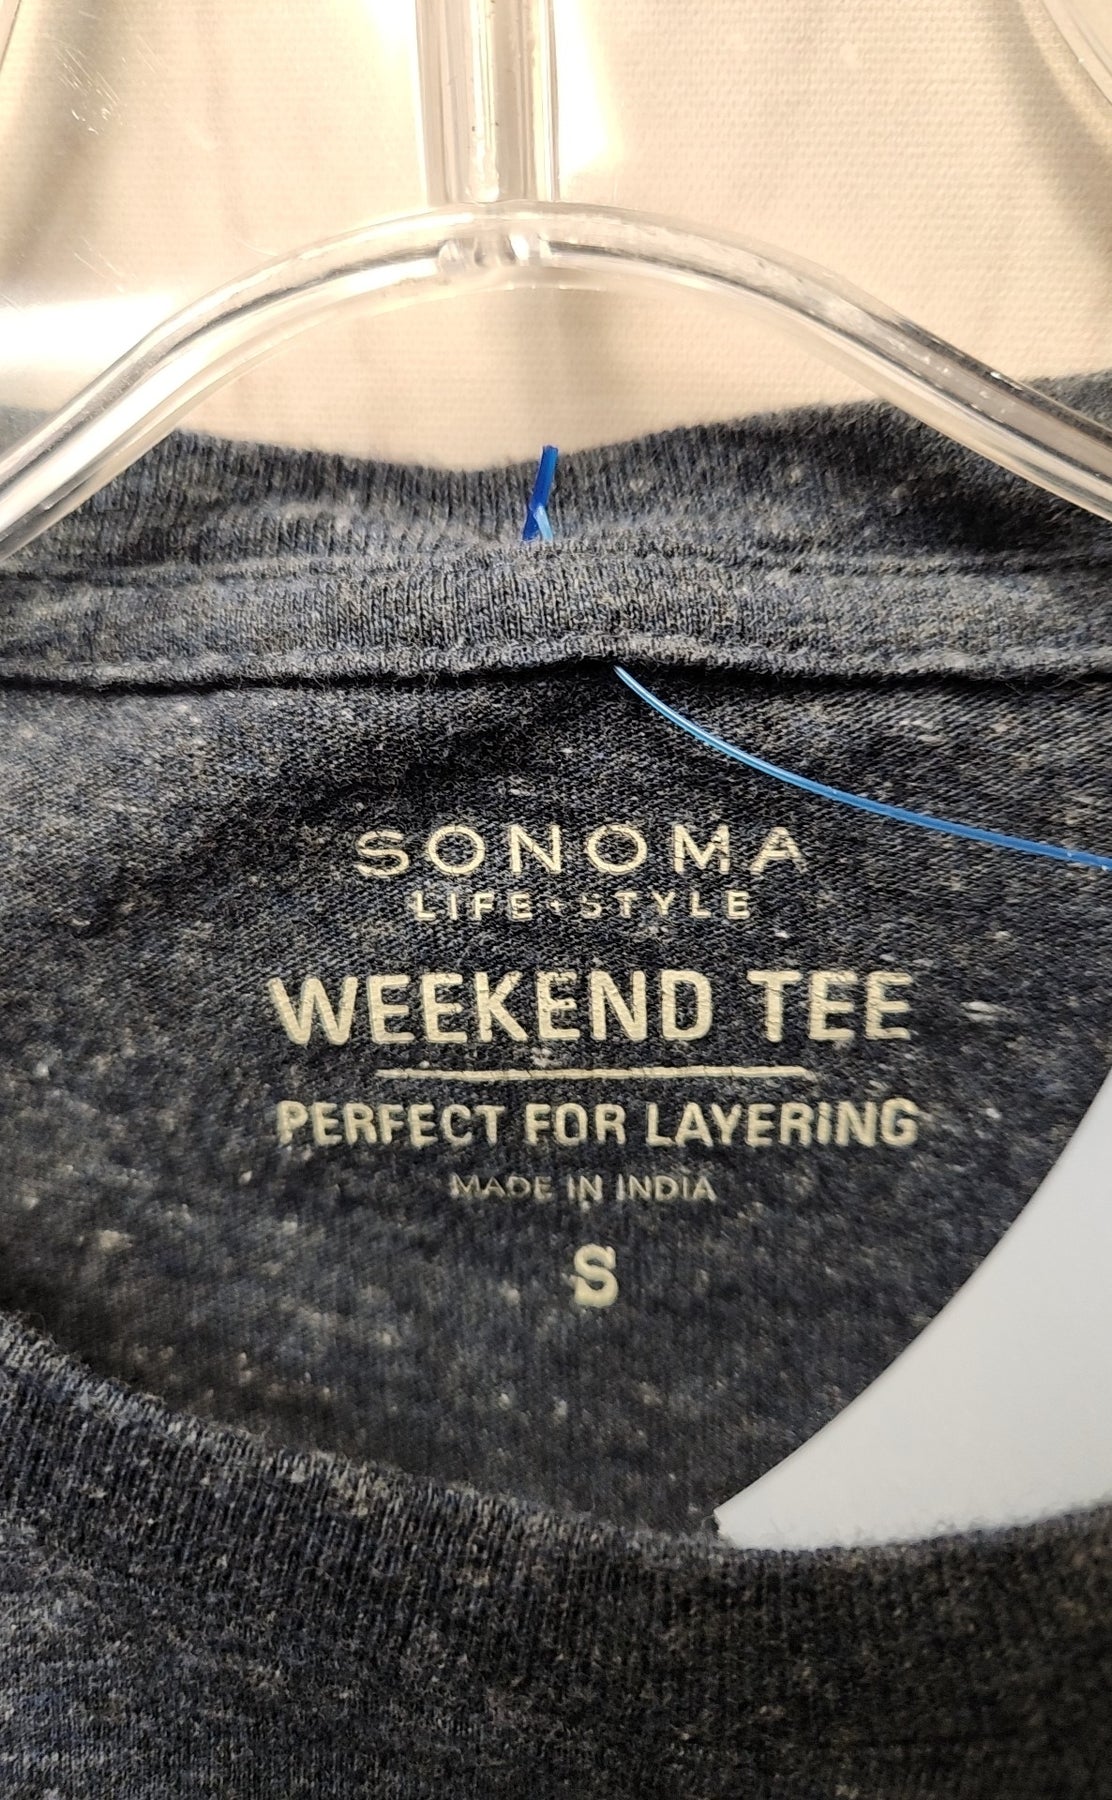 SONOMA
LIFE+STYLE
WEEKEND TEE
PERFECT FOR LAYERING
MADE IN INDIA
S